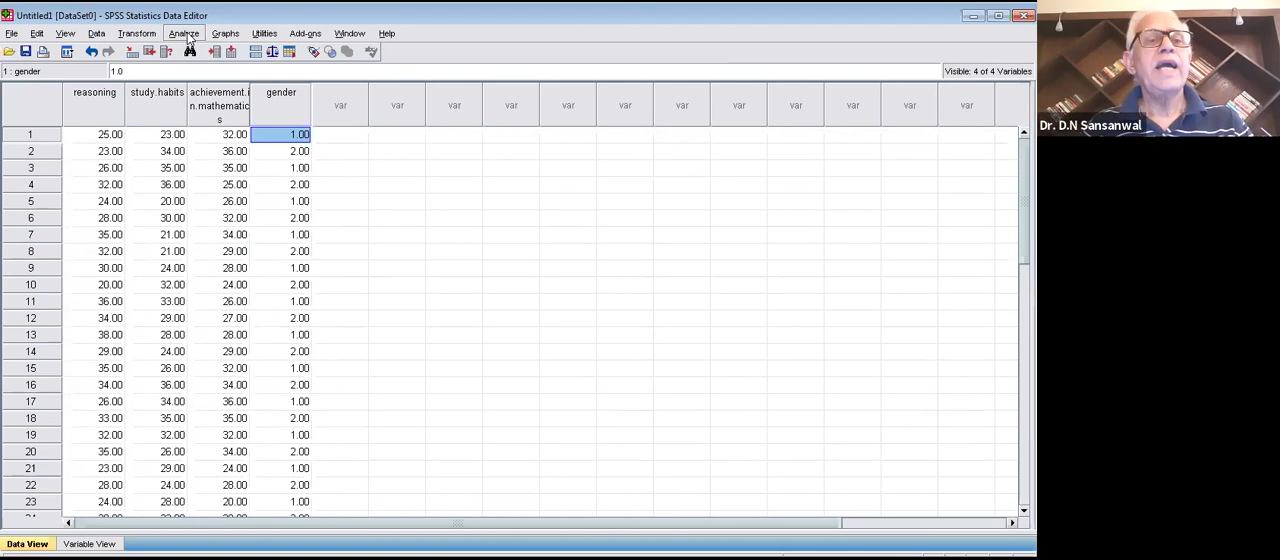 Untitled1 [DataSet0] - SPSS Statistics Data Editor
File Edit View Data Transform Analyze Graphs Utilities Add-ons Window Help
1 : gender 1.0 Visible: 4 of 4 Variables
reasoning study.habits achievement.i gender var var var var var var var var var var var var
n.mathematic
s
1 25.00 23.00 32.00 1.00
2 23.00 34.00 36.00 2.00
3 26.00 35.00 35.00 1.00
4 32.00 36.00 25.00 2.00
5 24.00 20.00 26.00 1.00
6 28.00 30.00 32.00 2.00
7 35.00 21.00 34.00 1.00
8 32.00 21.00 29.00 2.00
9 30.00 24.00 28.00 1.00
10 20.00 32.00 24.00 2.00
11 36.00 33.00 26.00 1.00
12 34.00 29.00 27.00 2.00
13 38.00 28.00 28.00 1.00
14 29.00 24.00 29.00 2.00
15 35.00 26.00 32.00 1.00
16 34.00 36.00 34.00 2.00
17 26.00 34.00 36.00 1.00
18 33.00 35.00 35.00 2.00
19 32.00 32.00 32.00 1.00
20 35.00 26.00 34.00 2.00
21 23.00 29.00 24.00 1.00
22 28.00 24.00 28.00 2.00
23 24.00 28.00 20.00 1.00
Data View Variable View
Dr. D.N Sansanwal